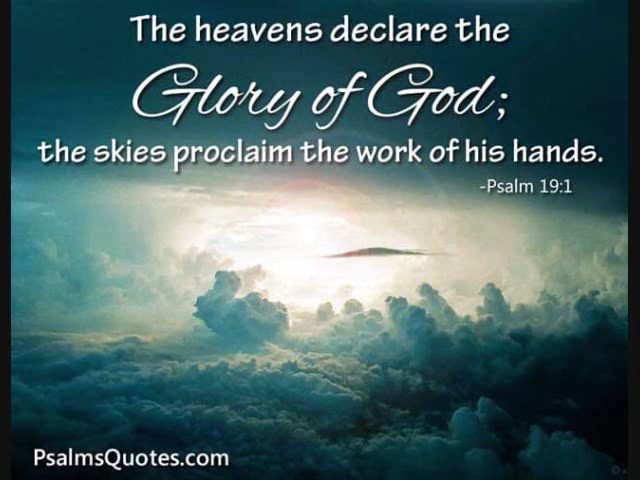 The heavens declare the
Glory of God;
the skies proclaim the work of his hands.
-Psalm 19:1
PsalmsQuotes.com